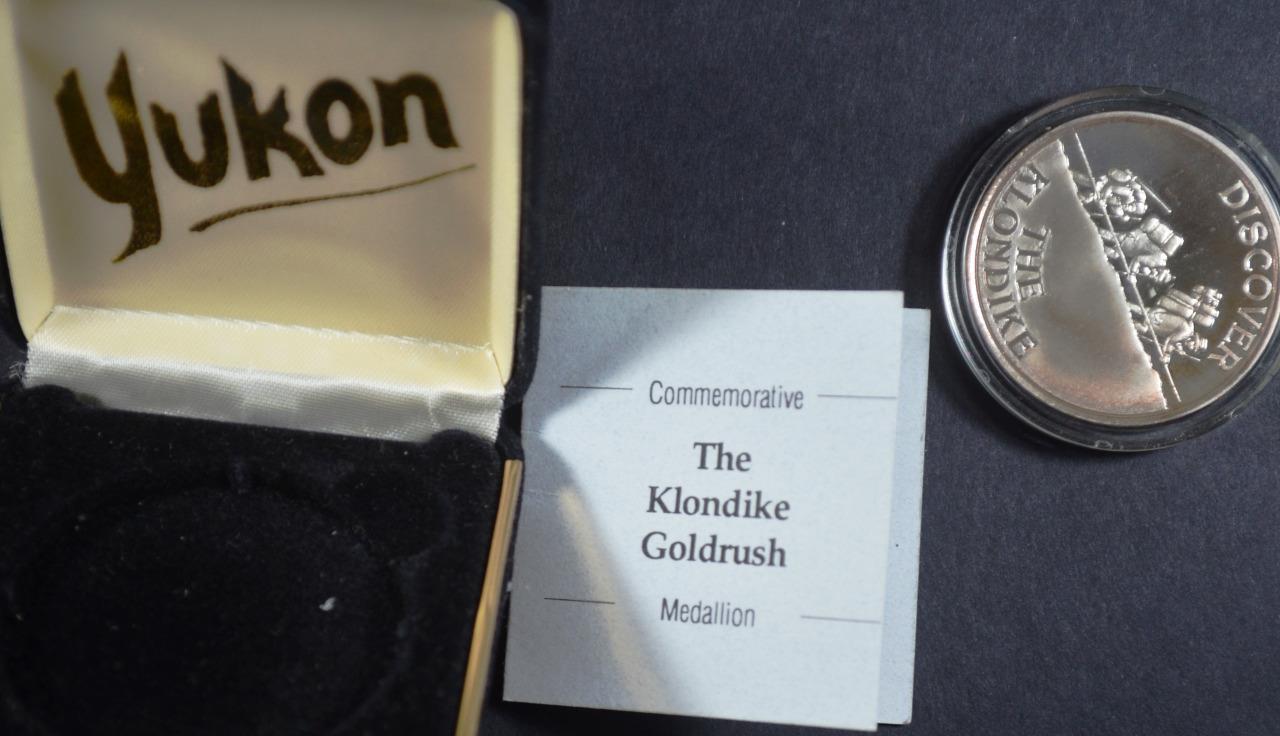 Yukon
Commemorative
The
Klondike
Goldrush
Medallion
DISCOVER
THE
KLONDIKE